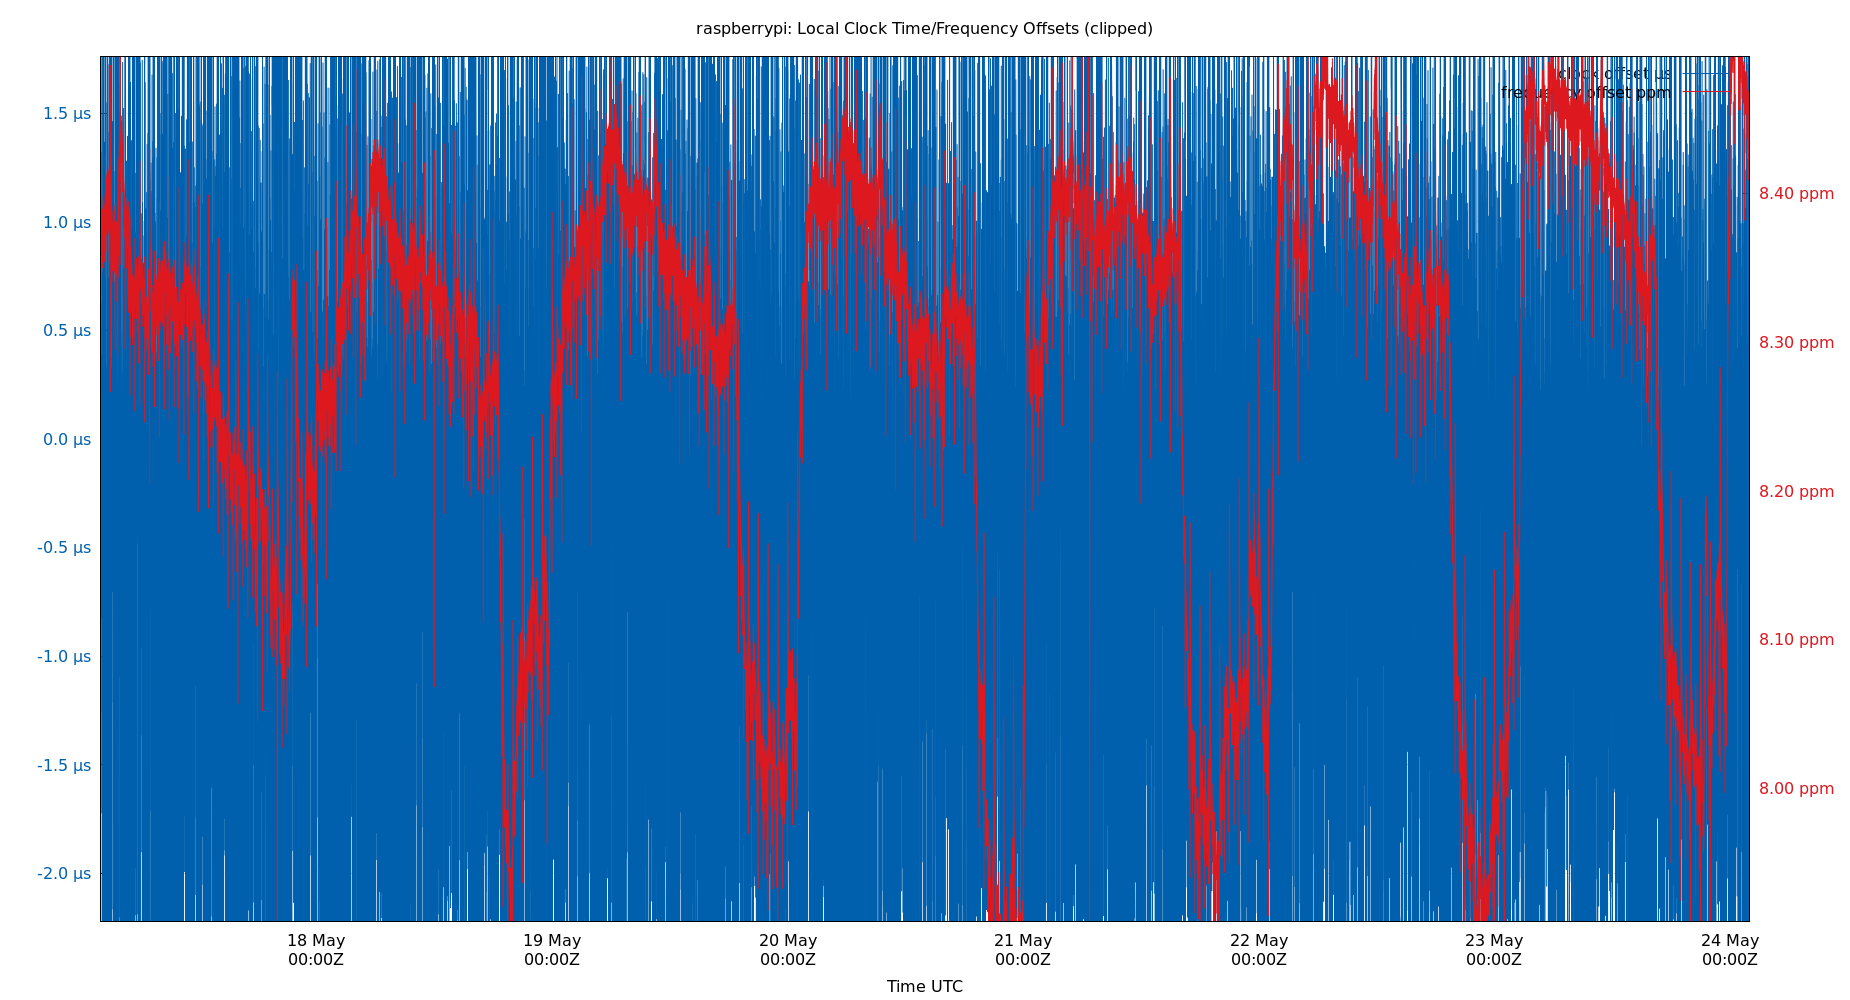 raspberrypi: Local Clock Time/Frequency Offsets (clipped)
clock offset µs
frequency offset ppm
1.5 µs
1.0 µs
0.5 µs
0.0 µs
-0.5 µs
-1.0 µs
-1.5 µs
-2.0 µs
8.40 ppm
8.30 ppm
8.20 ppm
8.10 ppm
8.00 ppm
18 May
00:00Z
19 May
00:00Z
20 May
00:00Z
21 May
00:00Z
22 May
00:00Z
23 May
00:00Z
24 May
00:00Z
Time UTC